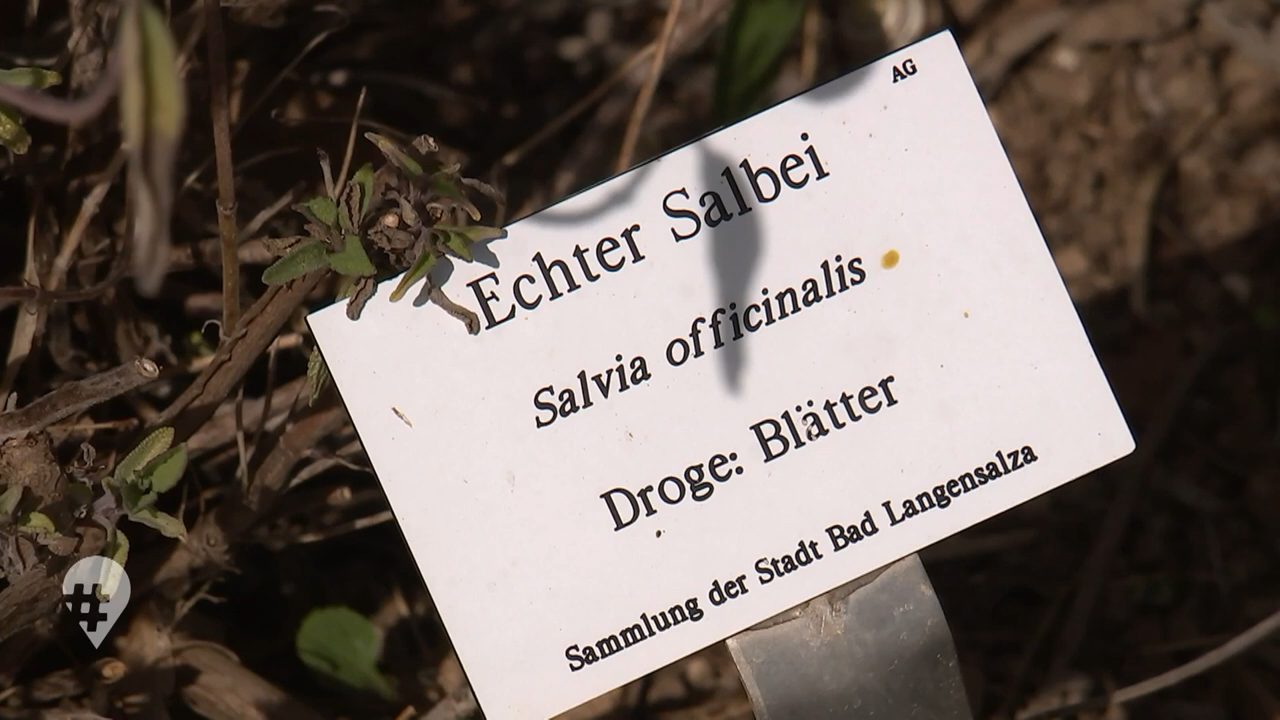 AG
Echter Salbei
Salvia officinalis
Droge: Blätter
Sammlung der Stadt Bad Langensalza
#